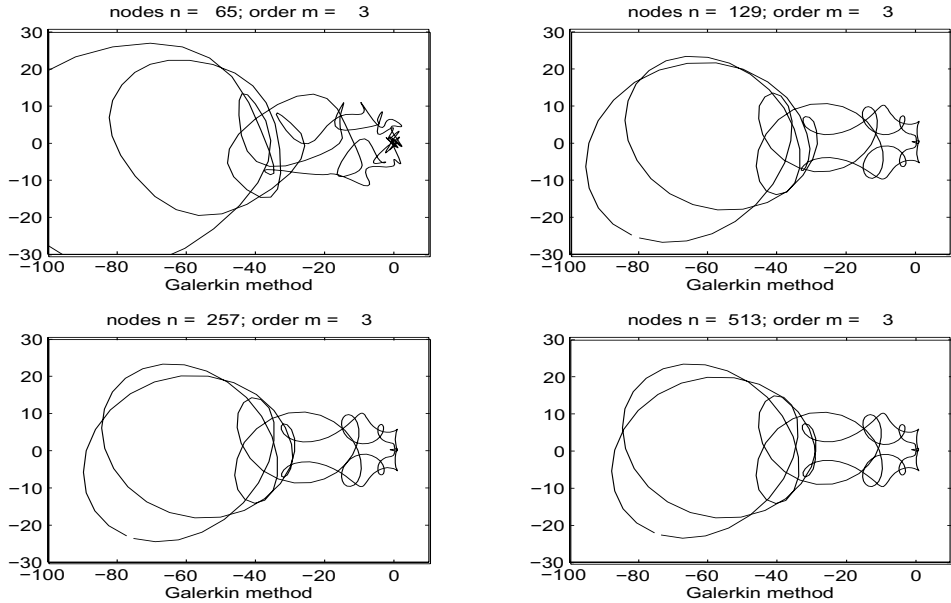 nodes n = 65; order m = 3
30
20
10
0
−10
−20
−30
−100 −80 −60 −40 −20 0
Galerkin method
nodes n = 129; order m = 3
30
20
10
0
−10
−20
−30
−100 −80 −60 −40 −20 0
Galerkin method
nodes n = 257; order m = 3
30
20
10
0
−10
−20
−30
−100 −80 −60 −40 −20 0
Galerkin method
nodes n = 513; order m = 3
30
20
10
0
−10
−20
−30
−100 −80 −60 −40 −20 0
Galerkin method